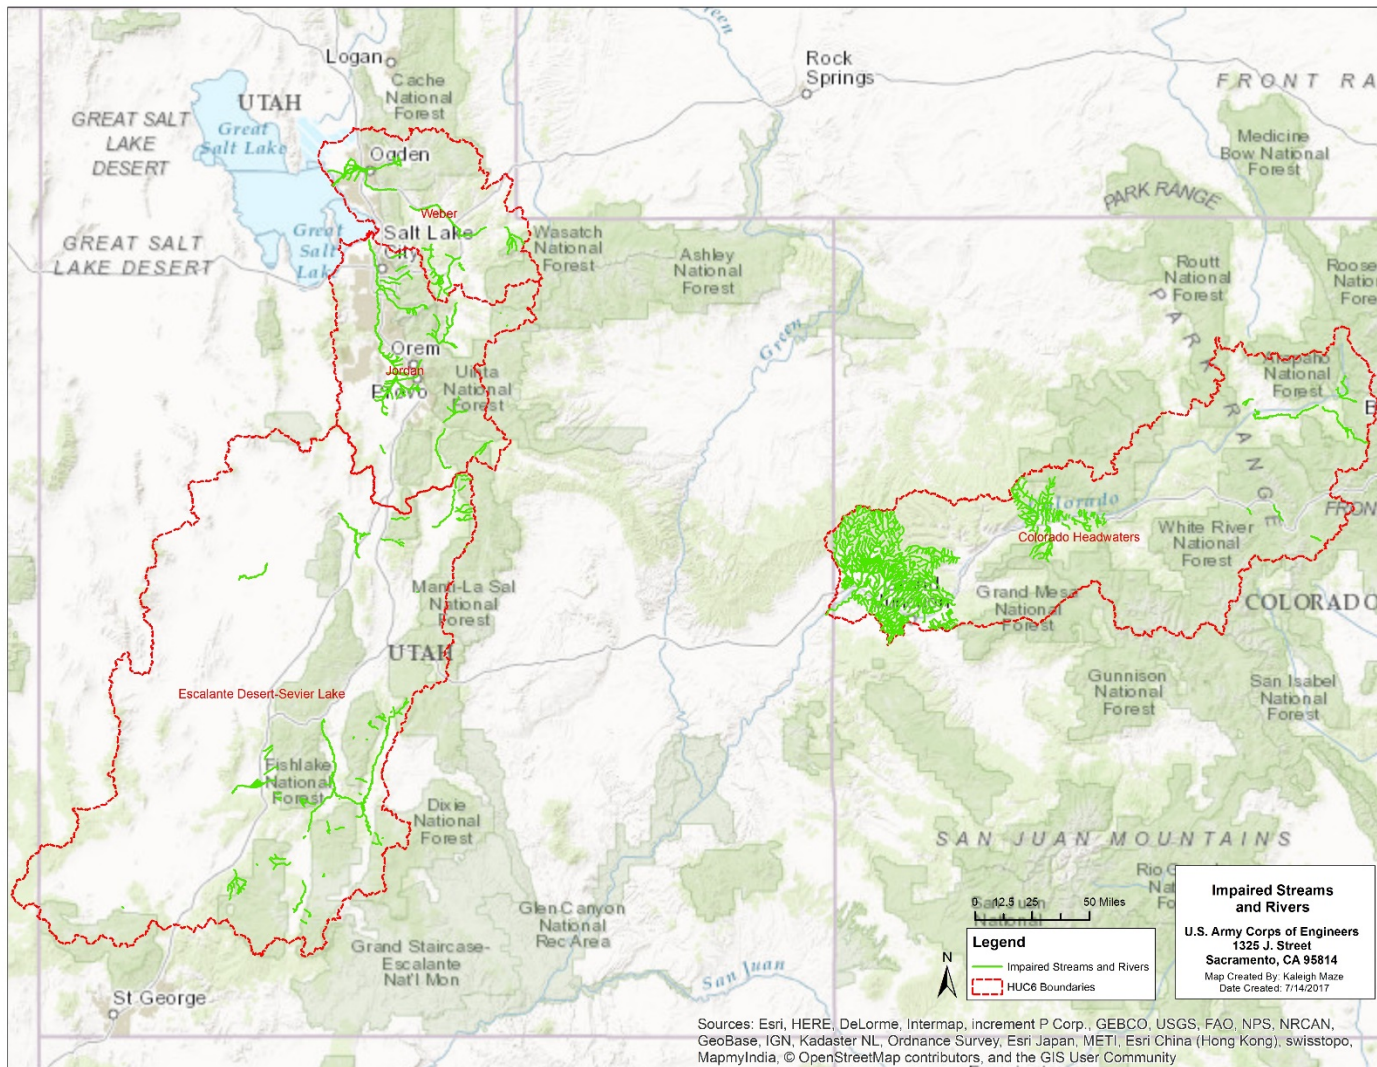 Logan
Cache
National
Forest
Rock
Springs
Green
FRONT RA
UTAH
GREAT SALT
LAKE
DESERT
Great
Salt Lake
Ogden
Medicine
Bow National
Forest
PARK RANGE
Weber
Great
Salt
Lak
Salt Lake
City
Wasatch
National
Forest
GREAT SALT
LAKE DESERT
Ashley
National
Forest
Routt
National
Forest
PARK RANGE
Green
Orem
Jordan
Uinta
National
Forest
Arapaho
National
Forest
Colorado Headwaters
White River
National
Forest
FRON
Manti-La Sal
National
Forest
Grand Mesa
National
Forest
COLORADO
UTAH
Escalante Desert-Sevier Lake
Gunnison
National
Forest
San Isabel
National
Forest
Fishlake
National
Forest
Dixie
National
Forest
SAN JUAN MOUNTAINS
Glen Canyon
National
Rec Area
Grand Staircase-
Escalante
Nat'l Mon
San Juan
St George
0 12.5 25 50 Miles
N
Legend
Impaired Streams and Rivers
HUC6 Boundaries
Impaired Streams
and Rivers
U.S. Army Corps of Engineers
1325 J. Street
Sacramento, CA 95814
Map Created By: Kaleigh Maze
Date Created: 7/14/2017
Sources: Esri, HERE, DeLorme, Intermap, increment P Corp., GEBCO, USGS, FAO, NPS, NRCAN,
GeoBase, IGN, Kadaster NL, Ordnance Survey, Esri Japan, METI, Esri China (Hong Kong), swisstopo,
MapmyIndia, © OpenStreetMap contributors, and the GIS User Community